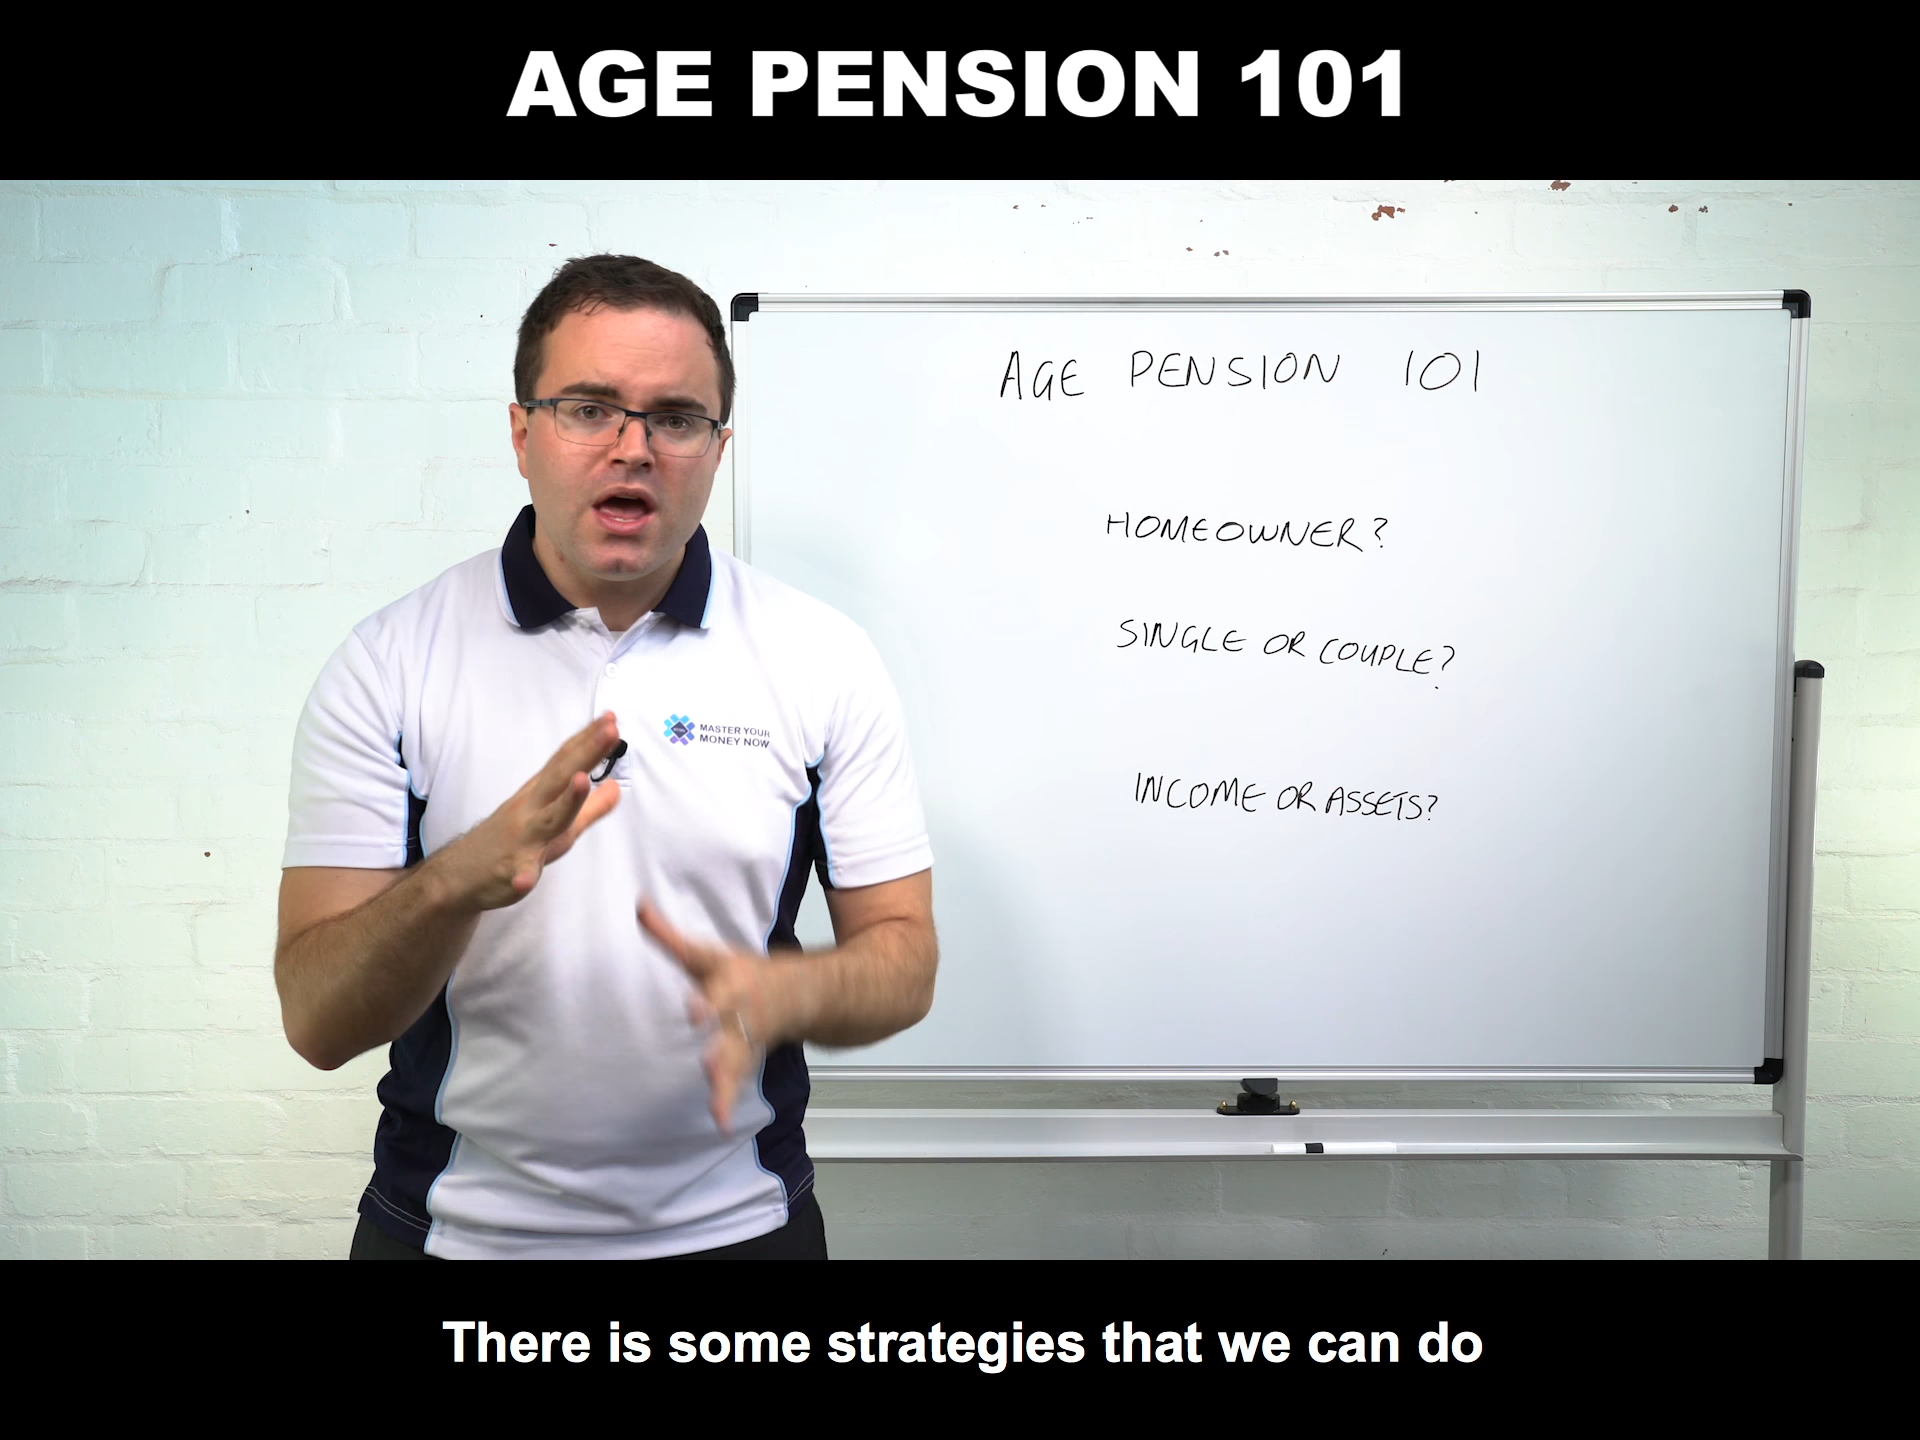 AGE PENSION 101
AGE PENSION 101
HOMEOWNER?
SINGLE OR COUPLE?
MASTER YOUR
MONEY NOW
INCOME OR ASSETS?
There is some strategies that we can do